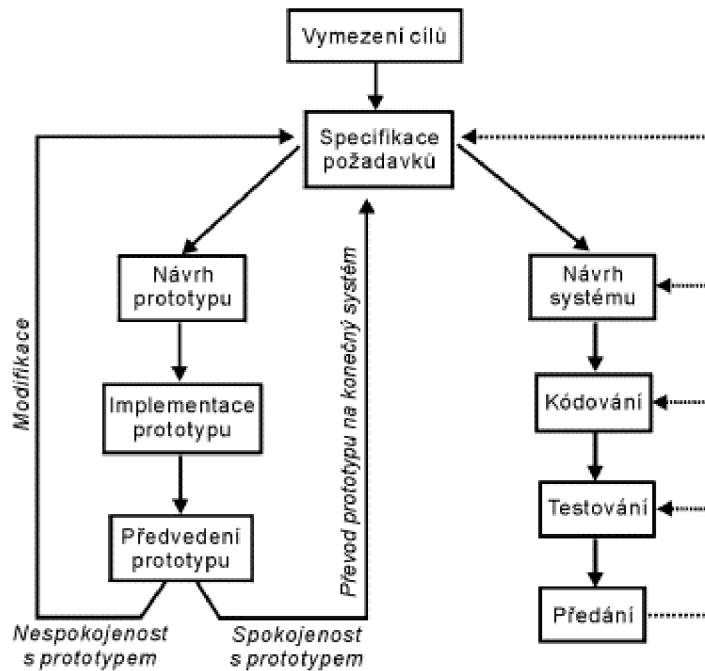 Vymezení cílů
Specifikace
požadavků
Návrh
prototypu
Návrh
systému
Modifikace
Převod prototypu na konečný systém
Implementace
prototypu
Kódování
Předvedení
prototypu
Testování
Předání
Nespokojenost
s prototypem
Spokojenost
s prototypem